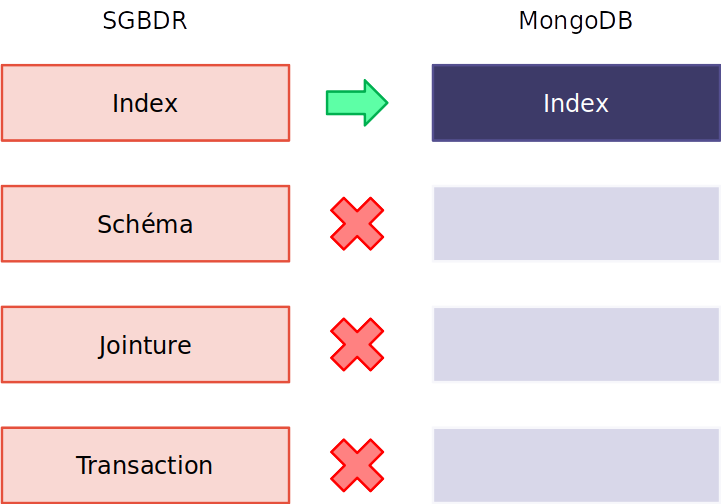 SGBDR
MongoDB
Index
Index
Schéma
Jointure
Transaction